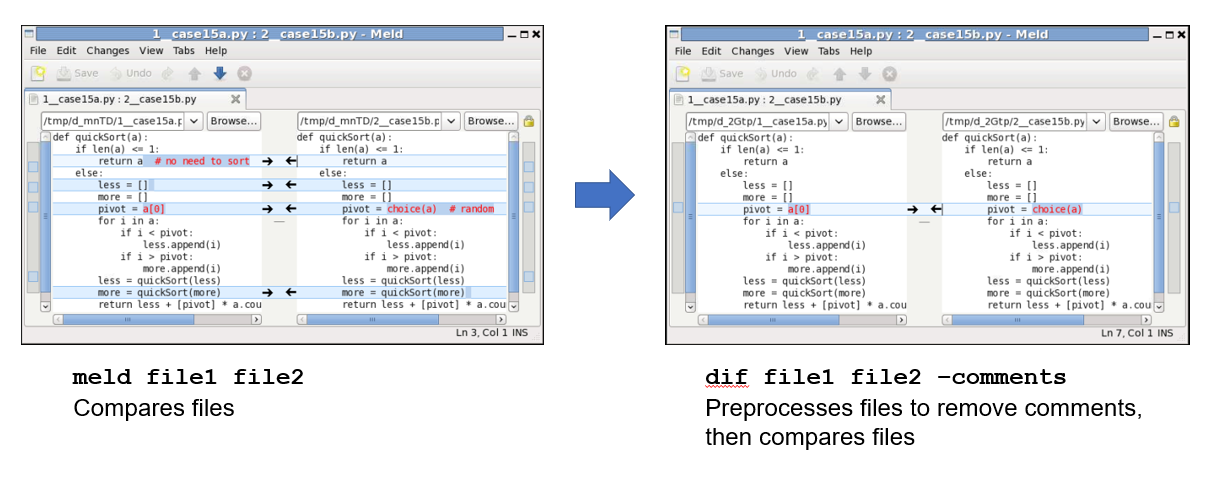 1__case15a.py : 2__case15b.py - Meld
File Edit Changes View Tabs Help
Save Undo
1__case15a.py : 2__case15b.py
/tmp/d_mnTD/1__case15a.p Browse...
def quickSort(a):
if len(a) <= 1:
return a # no need to sort
else:
less = []
more = []
pivot = a[0]
for i in a:
if i < pivot:
less.append(i)
if i > pivot:
more.append(i)
less = quickSort(less)
more = quickSort(more)
return less + [pivot] * a.cou
/tmp/d_mnTD/2__case15b.p Browse...
def quickSort(a):
if len(a) <= 1:
return a
else:
less = []
more = []
pivot = choice(a) # random
for i in a:
if i < pivot:
less.append(i)
if i > pivot:
more.append(i)
less = quickSort(less)
more = quickSort(more)
return less + [pivot] * a.cou
Ln 3, Col 1 INS
meld file1 file2
Compares files
1__case15a.py : 2__case15b.py - Meld
File Edit Changes View Tabs Help
Save Undo
1__case15a.py : 2__case15b.py
/tmp/d_2Gtp/1__case15a.py Browse...
def quickSort(a):
if len(a) <= 1:
return a
else:
less = []
more = []
pivot = a[0]
for i in a:
if i < pivot:
less.append(i)
if i > pivot:
more.append(i)
less = quickSort(less)
more = quickSort(more)
return less + [pivot] * a.cou
/tmp/d_2Gtp/2__case15b.py Browse...
def quickSort(a):
if len(a) <= 1:
return a
else:
less = []
more = []
pivot = choice(a)
for i in a:
if i < pivot:
less.append(i)
if i > pivot:
more.append(i)
less = quickSort(less)
more = quickSort(more)
return less + [pivot] * a.cou
Ln 7, Col 1 INS
dif file1 file2 –comments
Preprocesses files to remove comments,
then compares files